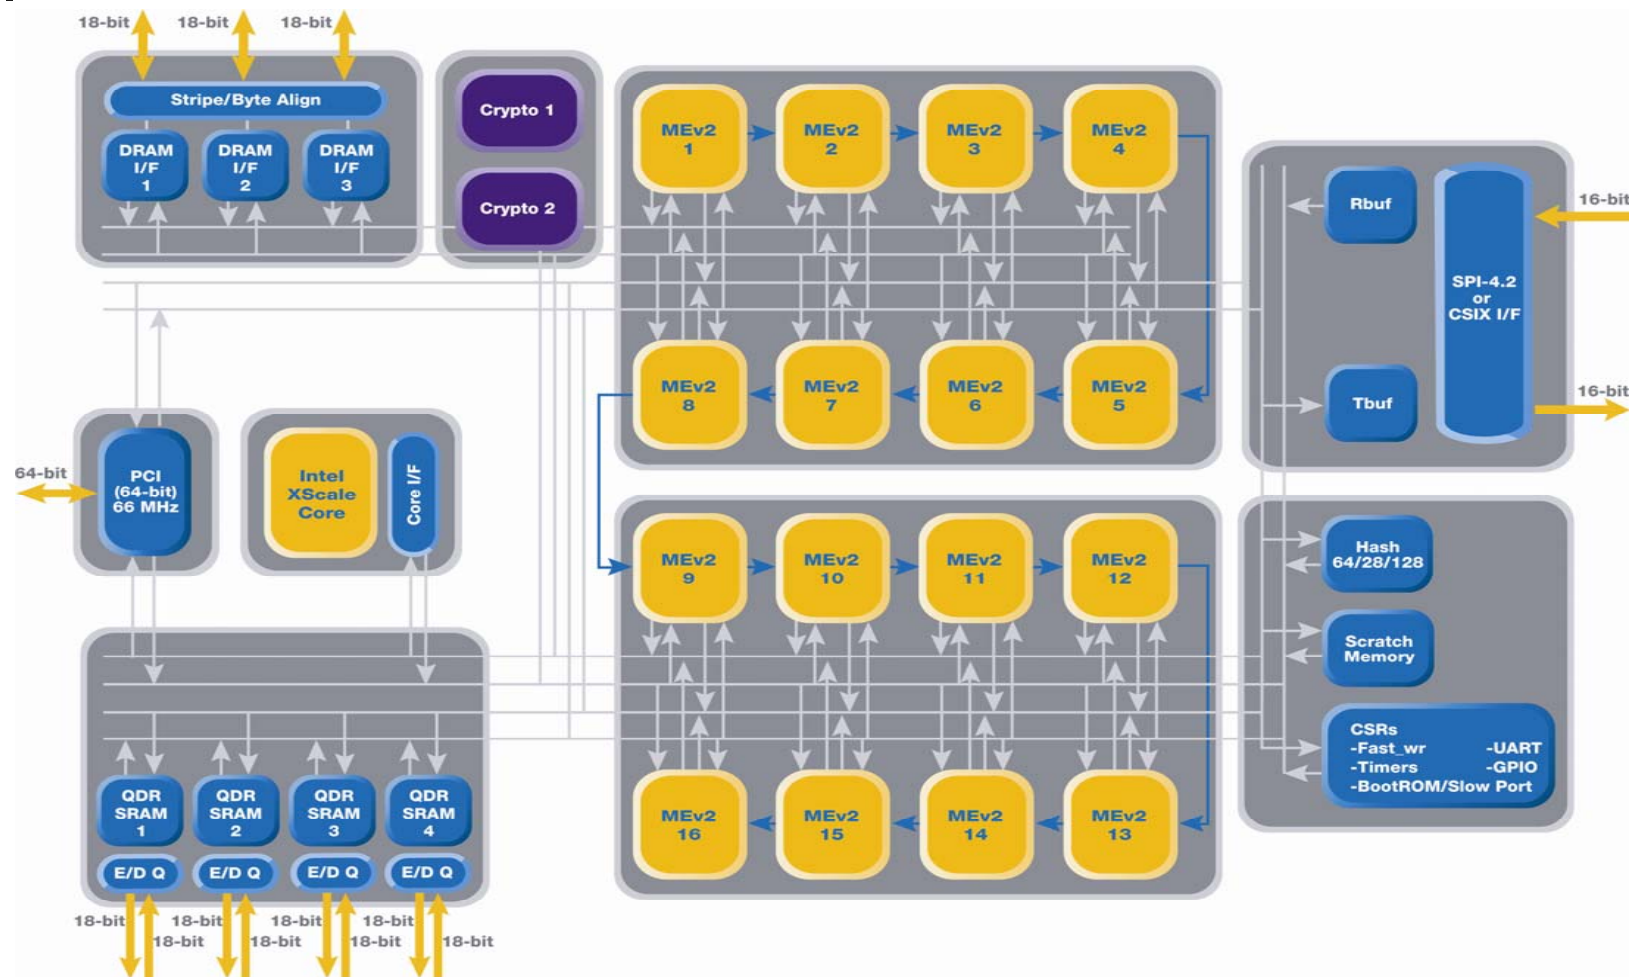 18-bit
18-bit
18-bit
Stripe/Byte Align
DRAM
I/F
1
DRAM
I/F
2
DRAM
I/F
3
Crypto 1
Crypto 2
MEv2
1
MEv2
2
MEv2
3
MEv2
4
MEv2
8
MEv2
7
MEv2
6
MEv2
5
Rbuf
Tbuf
SPI-4.2
or
CSIX I/F
16-bit
16-bit
64-bit
PCI
(64-bit)
66 MHz
Intel
XScale
Core
Core I/F
MEv2
9
MEv2
10
MEv2
11
MEv2
12
MEv2
16
MEv2
15
MEv2
14
MEv2
13
Hash
64/28/128
Scratch
Memory
CSRs
-Fast_wr -UART
-Timers -GPIO
-BootROM/Slow Port
QDR
SRAM
1
QDR
SRAM
2
QDR
SRAM
3
QDR
SRAM
4
E/D Q
E/D Q
E/D Q
E/D Q
18-bit
18-bit
18-bit
18-bit
18-bit
18-bit
18-bit
18-bit